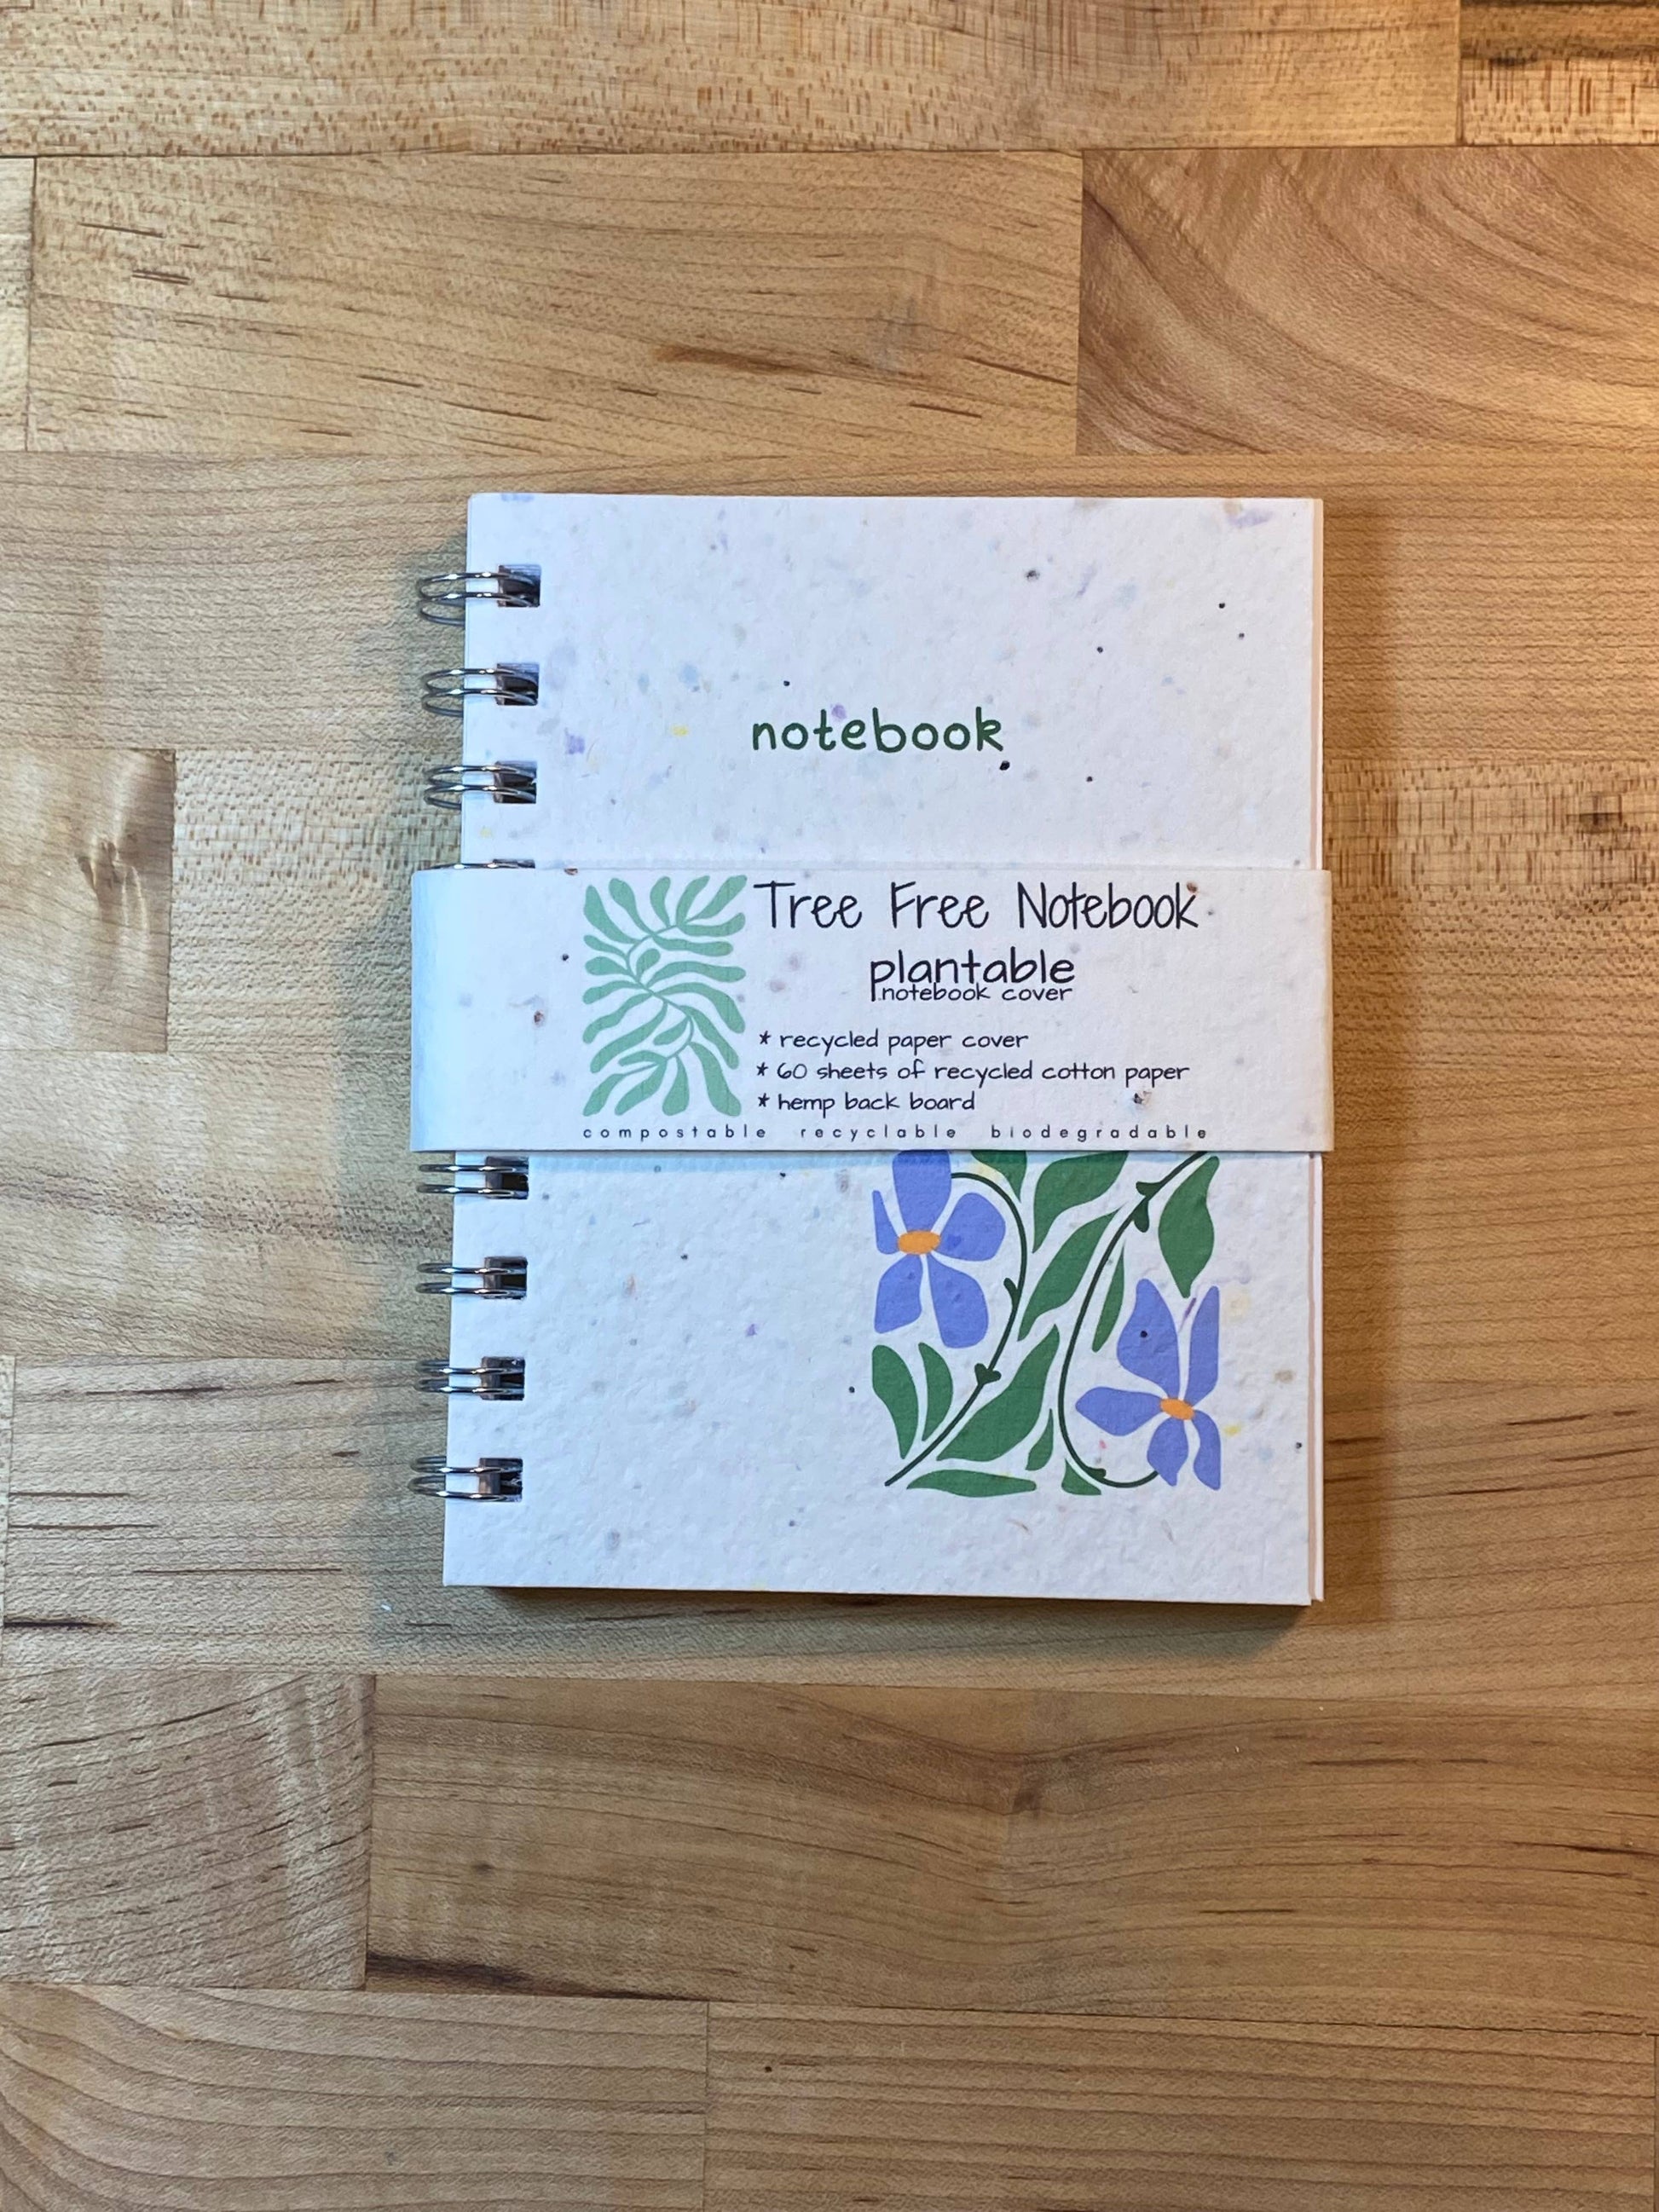 notebook
Tree Free Notebook
plantable
notebook cover
* recycled paper cover
* 60 sheets of recycled cotton paper
* hemp back board
compostable recyclable biodegradable